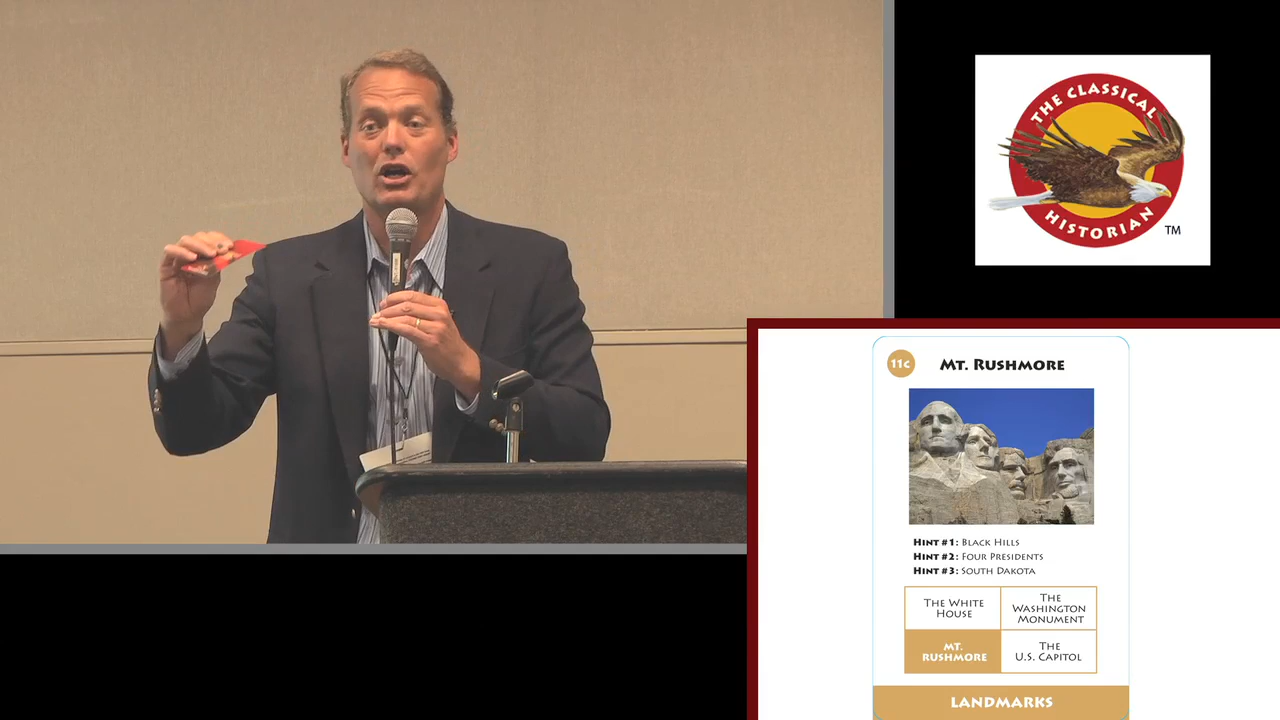 THE CLASSICAL
HISTORIAN
TM
11c
Mt. Rushmore
Hint #1: Black Hills
Hint #2: Four Presidents
Hint #3: South Dakota
The White
House
The
Washington
Monument
Mt.
Rushmore
The
U.S. Capitol
Landmarks